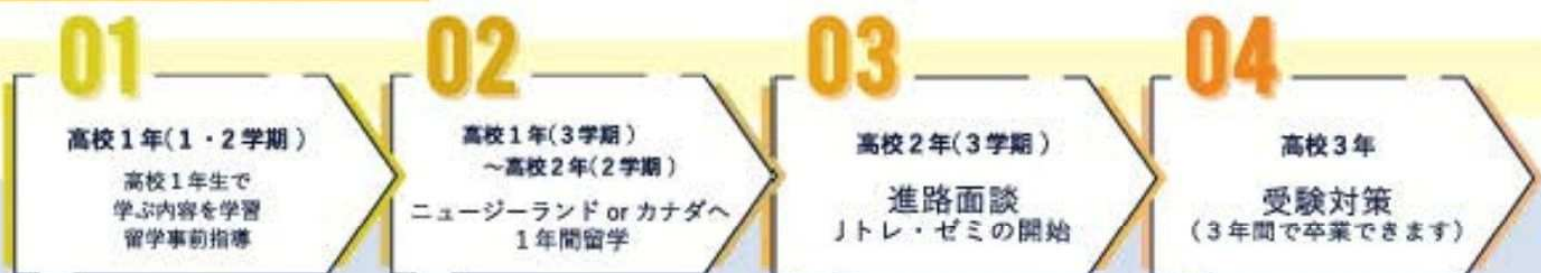 01
高校1年(1・2学期)
高校1年生で
学ぶ内容を学習
留学事前指導
02
高校1年(3学期)
~高校2年(2学期)
ニュージーランド or カナダへ
1年間留学
03
高校2年(3学期)
進路面談
Jトレ・ゼミの開始
04
高校3年
受験対策
(3年間で卒業できます)